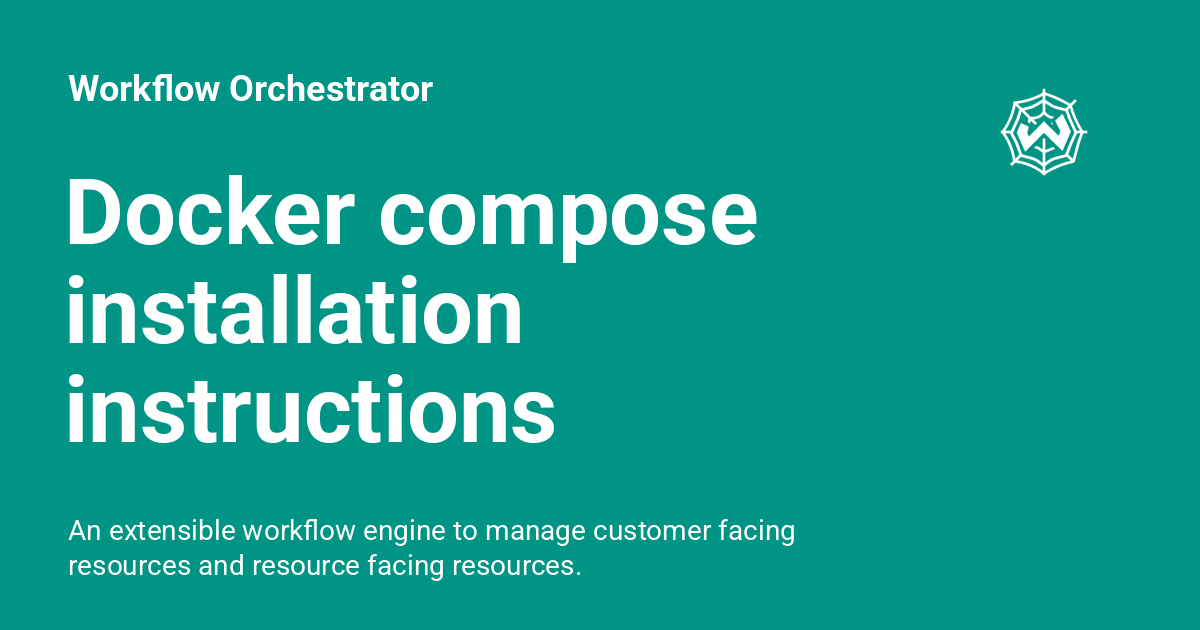 Workflow Orchestrator
Docker compose
installation
instructions
An extensible workflow engine to manage customer facing
resources and resource facing resources.
W